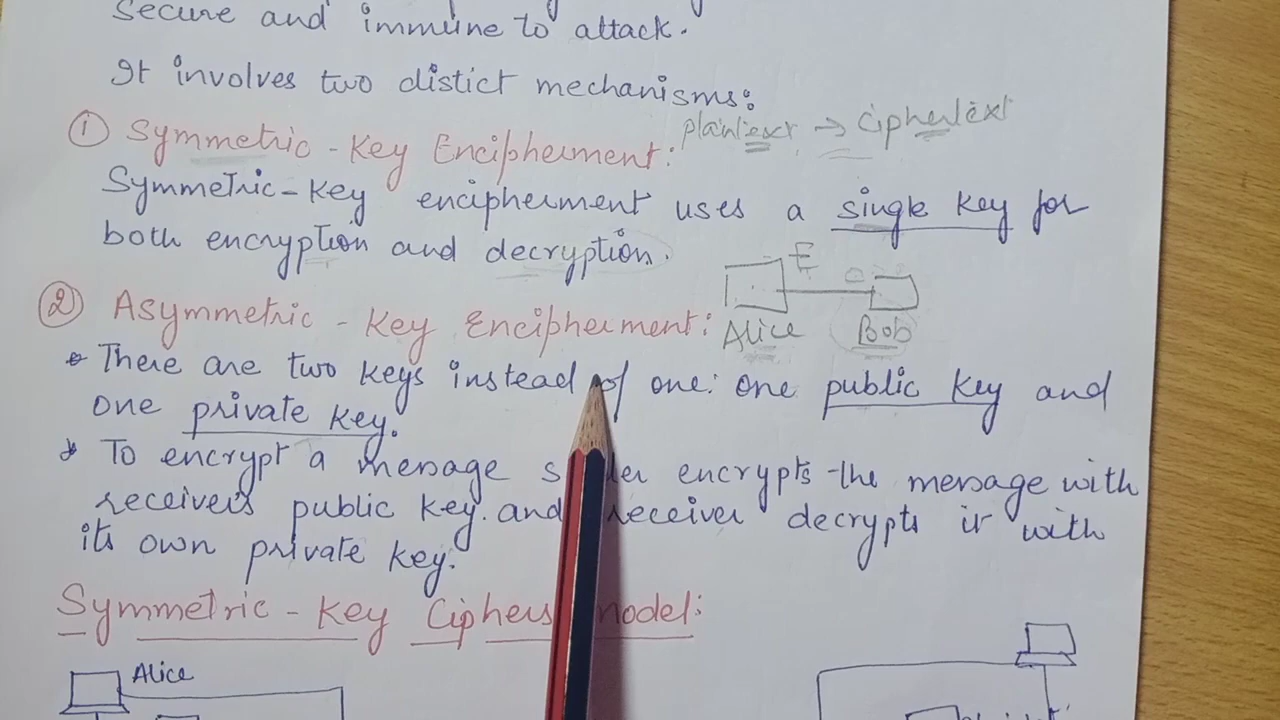 secure and immune to attack.
It involves two distict mechanisms:
① Symmetric-Key Encipherment: plaintext → Ciphertext
Symmetric-Key encipherment uses a single key for
both encryption and decryption.
E
Alice Bob
② Asymmetric-Key Encipherment:
* There are two keys instead of one: one public key and
one private key.
* To encrypt a message encrypts the message with
receiver's public key. and receiver decrypts it with
its own private key.
Symmetric-Key Ciphers model:
Alice